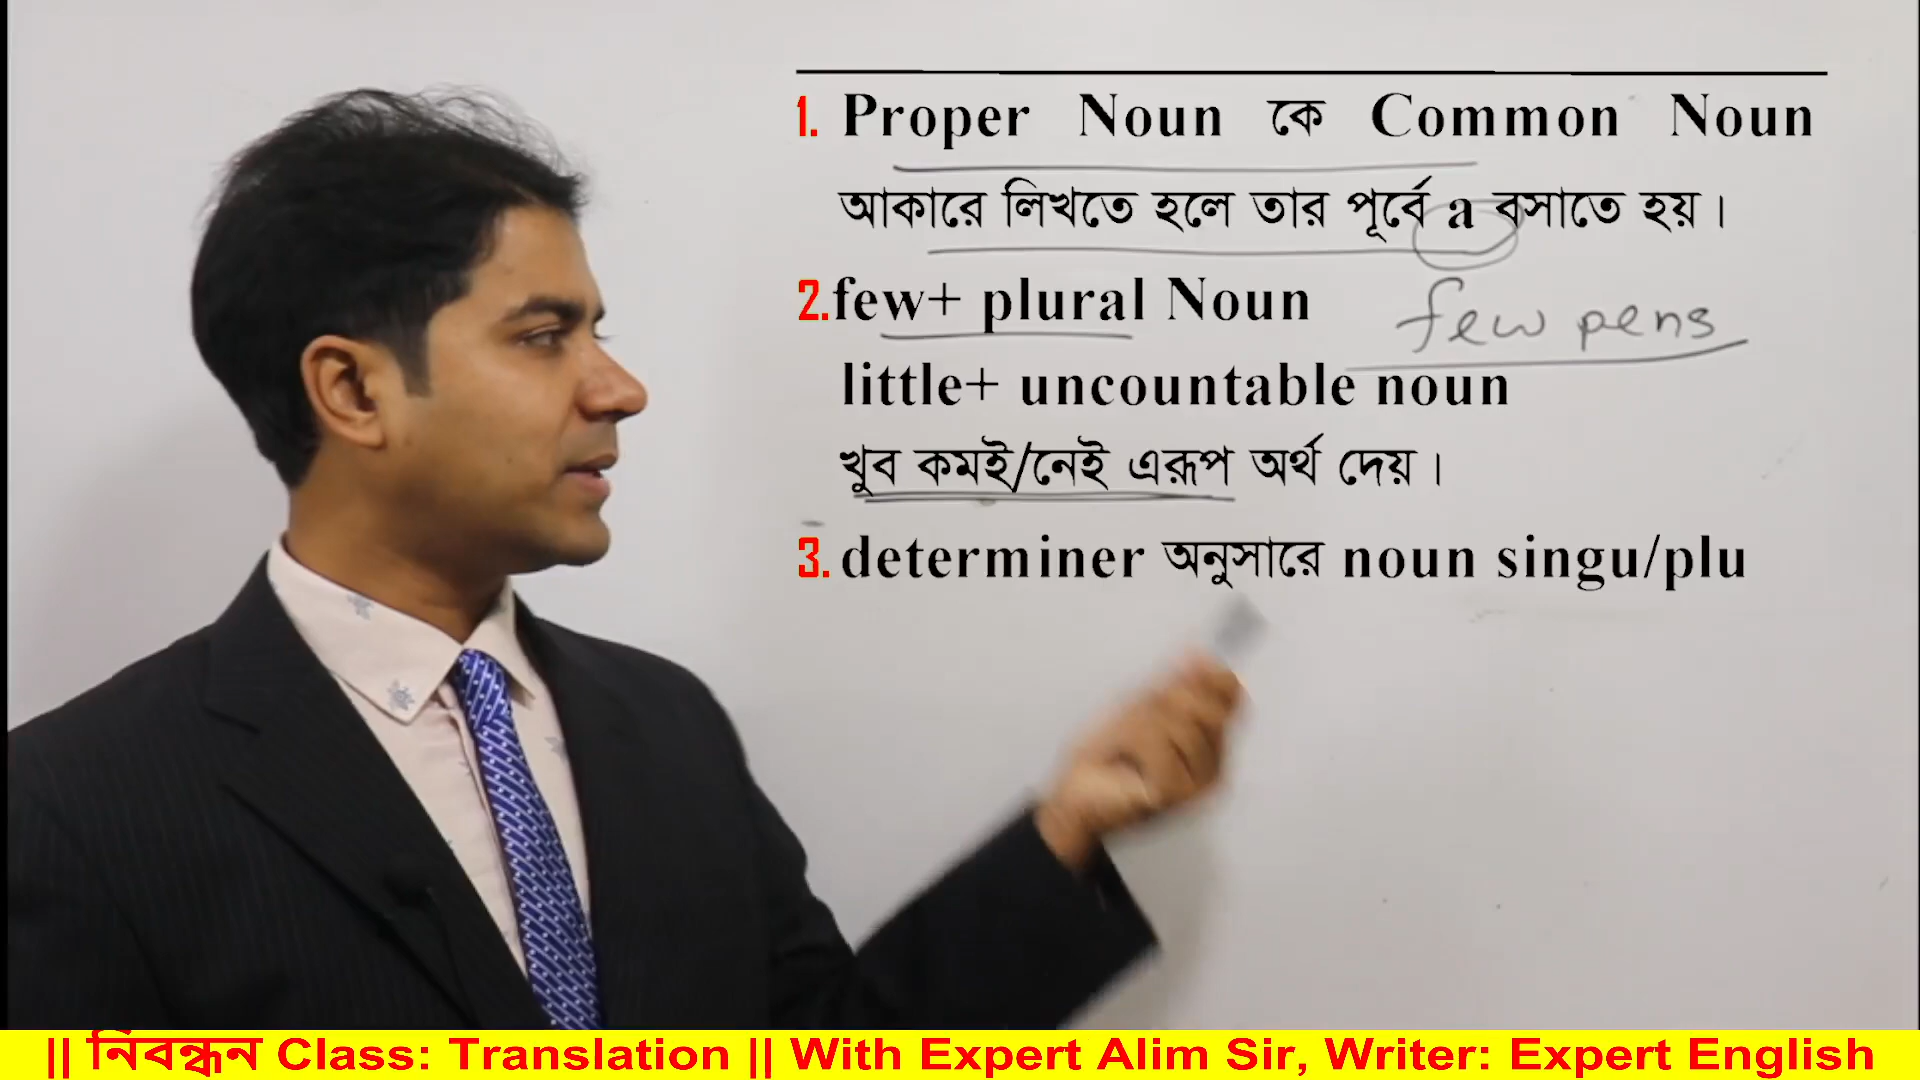 1. Proper Noun কে Common Noun
আকারে লিখতে হলে তার পূর্বে a বসাতে হয়।
2.few+ plural Noun
few pens
little+ uncountable noun
খুব কমই/নেই এরূপ অর্থ দেয়।
3. determiner অনুসারে noun singu/plu
|| নিবন্ধন Class: Translation || With Expert Alim Sir, Writer: Expert English